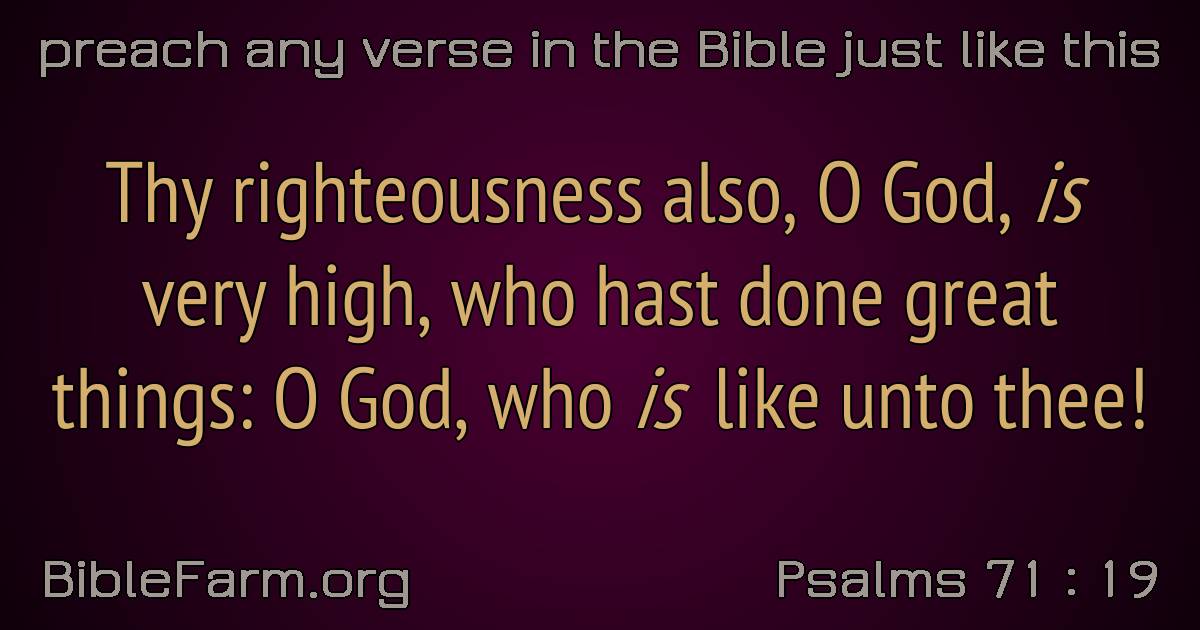 preach any verse in the Bible just like this
Thy righteousness also, O God, is
very high, who hast done great
things: O God, who is like unto thee!
BibleFarm.org
Psalms 71 : 19